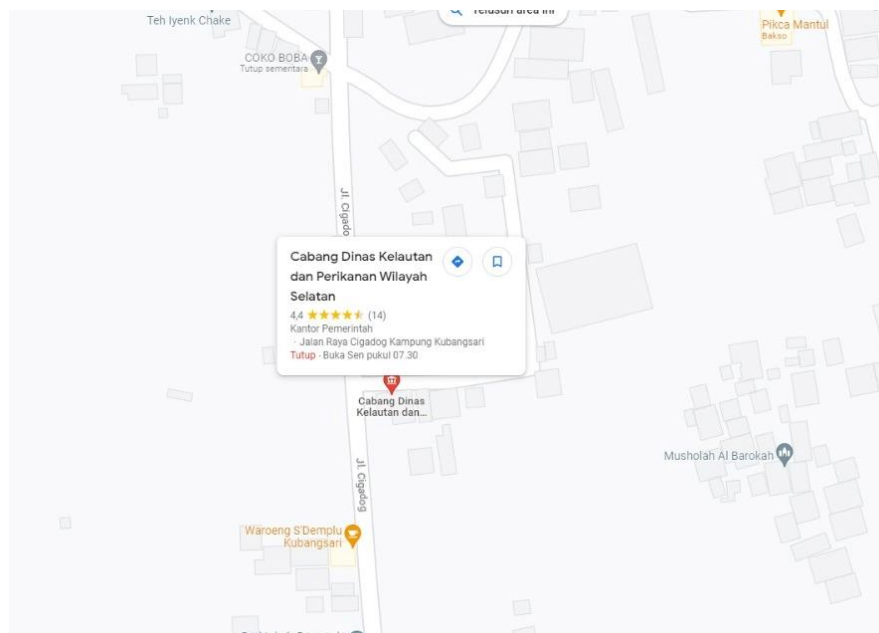 Teh Iyenk Chake
Telusuri area ini
Pikca Mantul
Bakso
COKO BOBA
Tutup sementara
Jl. Cigado
Cabang Dinas Kelautan
dan Perikanan Wilayah
Selatan
4,4 (14)
Kantor Pemerintah
· Jalan Raya Cigadog Kampung Kubangsari
Tutup · Buka Sen pukul 07.30
Cabang Dinas
Kelautan dan...
Musholah Al Barokah
Jl. Cigadog
Waroeng S'Demplu
Kubangsari